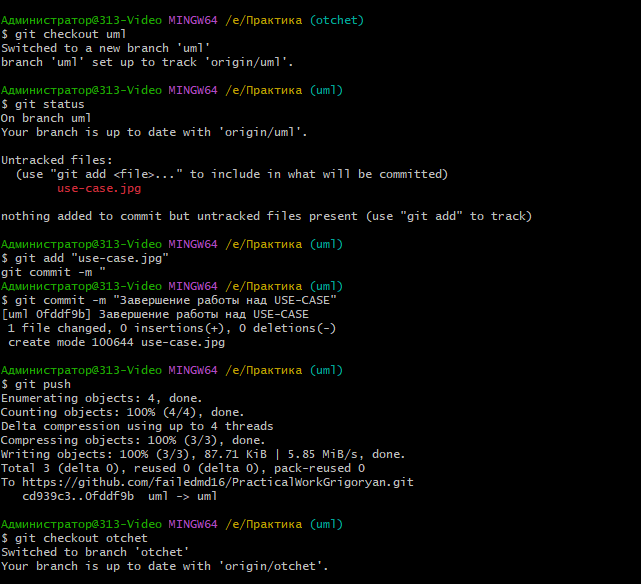 Администратор@313-Video MINGW64 /e/Практика (otchet)
$ git checkout uml
Switched to a new branch 'uml'
branch 'uml' set up to track 'origin/uml'.
Администратор@313-Video MINGW64 /e/Практика (uml)
$ git status
On branch uml
Your branch is up to date with 'origin/uml'.
Untracked files:
(use "git add <file>..." to include in what will be committed)
use-case.jpg
nothing added to commit but untracked files present (use "git add" to track)
Администратор@313-Video MINGW64 /e/Практика (uml)
$ git add "use-case.jpg"
git commit -m "
Администратор@313-Video MINGW64 /e/Практика (uml)
$ git commit -m "Завершение работы над USE-CASE"
[uml 0fddf9b] Завершение работы над USE-CASE
1 file changed, 0 insertions(+), 0 deletions(-)
create mode 100644 use-case.jpg
Администратор@313-Video MINGW64 /e/Практика (uml)
$ git push
Enumerating objects: 4, done.
Counting objects: 100% (4/4), done.
Delta compression using up to 4 threads
Compressing objects: 100% (3/3), done.
Writing objects: 100% (3/3), 87.71 KiB | 5.85 MiB/s, done.
Total 3 (delta 0), reused 0 (delta 0), pack-reused 0
To https://github.com/failedmd16/PracticalWorkGrigoryan.git
cd939c3..0fddf9b  uml -> uml
Администратор@313-Video MINGW64 /e/Практика (uml)
$ git checkout otchet
Switched to branch 'otchet'
Your branch is up to date with 'origin/otchet'.